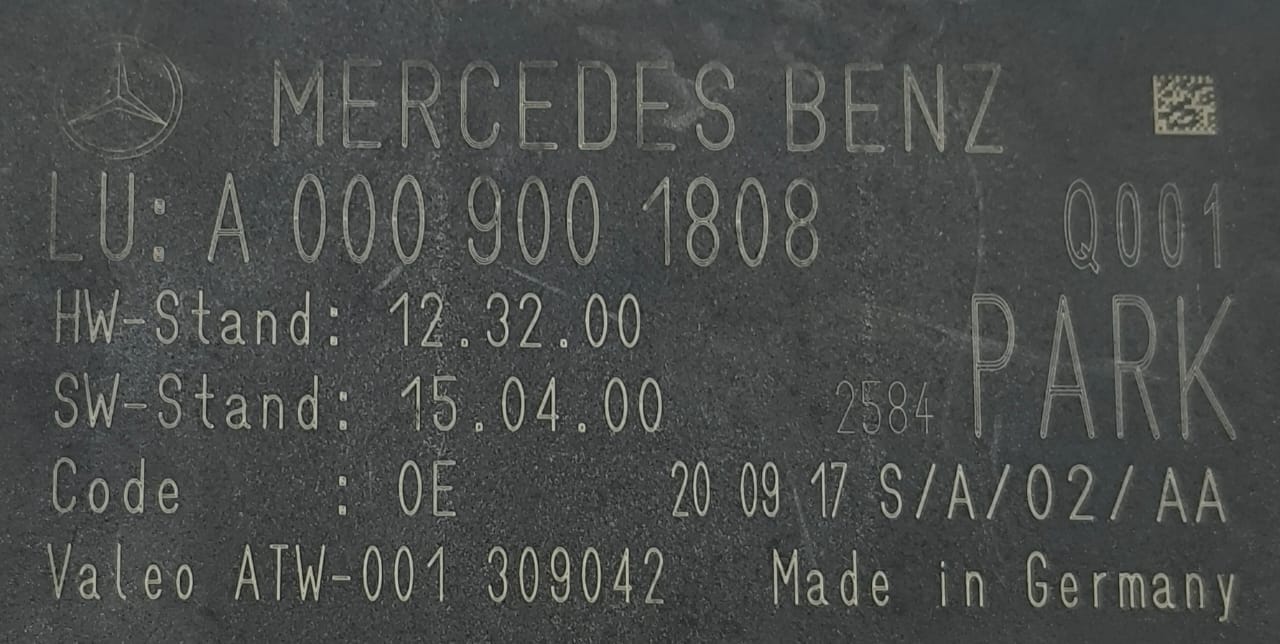 MERCEDES BENZ
LU: A 000 900 1808 Q001
HW-Stand: 12.32.00
SW-Stand: 15.04.00 2584 PARK
Code : 0E 20 09 17 S/A/02/AA
Valeo ATW-001 309042 Made in Germany